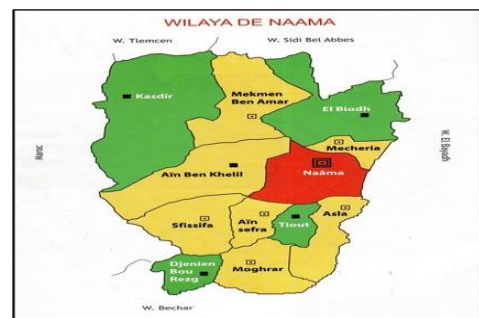 WILAYA DE NAAMA
W. Tlemcen
W. Sidi Bel Abbes
Kasdir
Mekmen
Ben Amar
El Biodh
Maroc
Mecheria
W. El Bayadh
Aïn Ben Khelil
Naâma
Sfissifa
Aïn
sefra
Tiout
Asla
Djenien
Bou
Rezg
Moghrar
W. Bechar